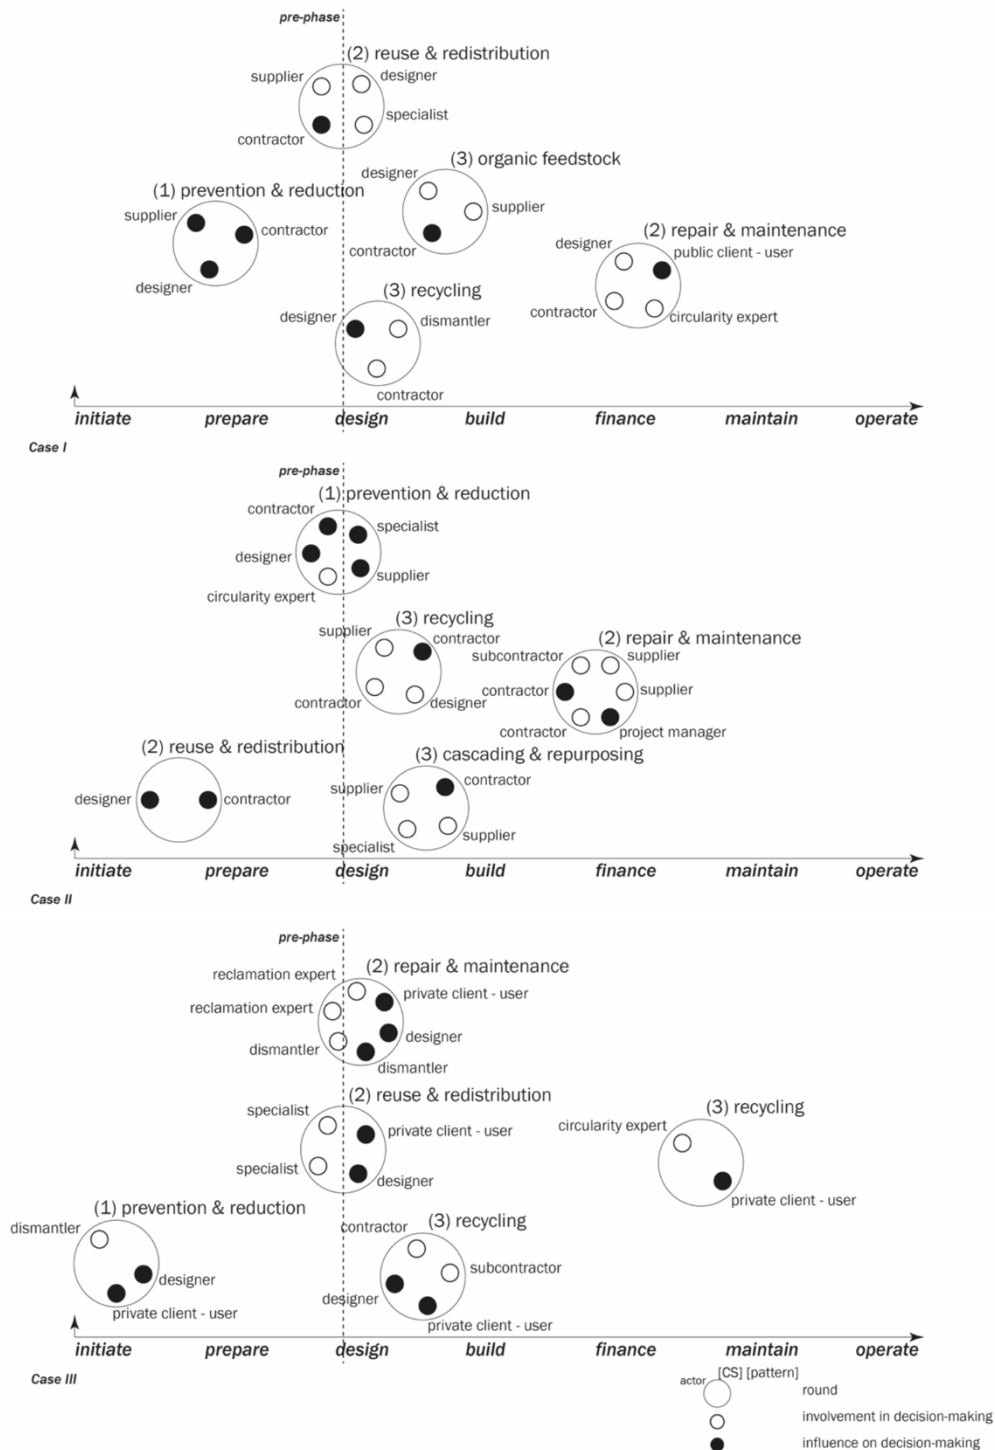 pre-phase
(2) reuse & redistribution
supplier
designer
specialist
contractor
(3) organic feedstock
designer
supplier
contractor
(1) prevention & reduction
supplier
contractor
designer
(2) repair & maintenance
designer
public client - user
contractor
circularity expert
(3) recycling
designer
dismantler
contractor
initiate prepare design build finance maintain operate
Case I
pre-phase
(1) prevention & reduction
contractor
specialist
designer
supplier
circularity expert
(3) recycling
supplier
contractor
contractor
designer
(2) repair & maintenance
subcontractor
supplier
contractor
supplier
contractor
project manager
(2) reuse & redistribution
designer
contractor
(3) cascading & repurposing
supplier
contractor
specialist
supplier
initiate prepare design build finance maintain operate
Case II
pre-phase
(2) repair & maintenance
reclamation expert
private client - user
reclamation expert
designer
dismantler
dismantler
(2) reuse & redistribution
specialist
private client - user
specialist
designer
(3) recycling
circularity expert
private client - user
(1) prevention & reduction
dismantler
designer
private client - user
(3) recycling
contractor
subcontractor
designer
private client - user
initiate prepare design build finance maintain operate
Case III
actor [CS] [pattern]
round
involvement in decision-making
influence on decision-making